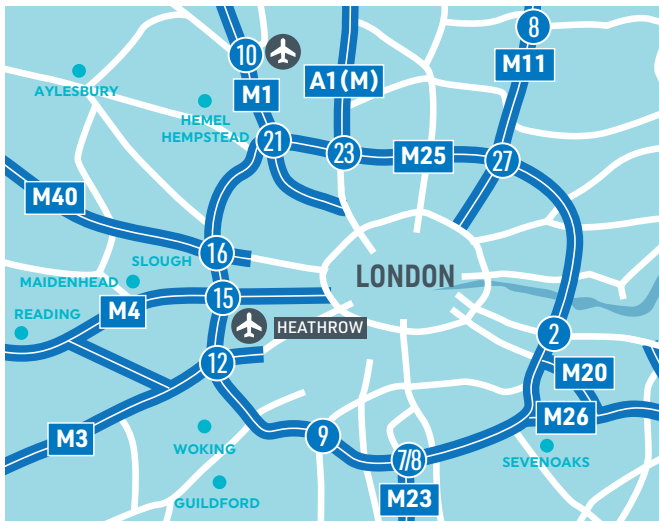 8
10
M11
AYLESBURY
M1
A1(M)
HEMEL
HEMPSTEAD
21
23
M25
27
M40
16
SLOUGH
LONDON
MAIDENHEAD
15
READING
M4
HEATHROW
2
12
M20
M26
M3
9
WOKING
7/8
SEVENOAKS
GUILDFORD
M23